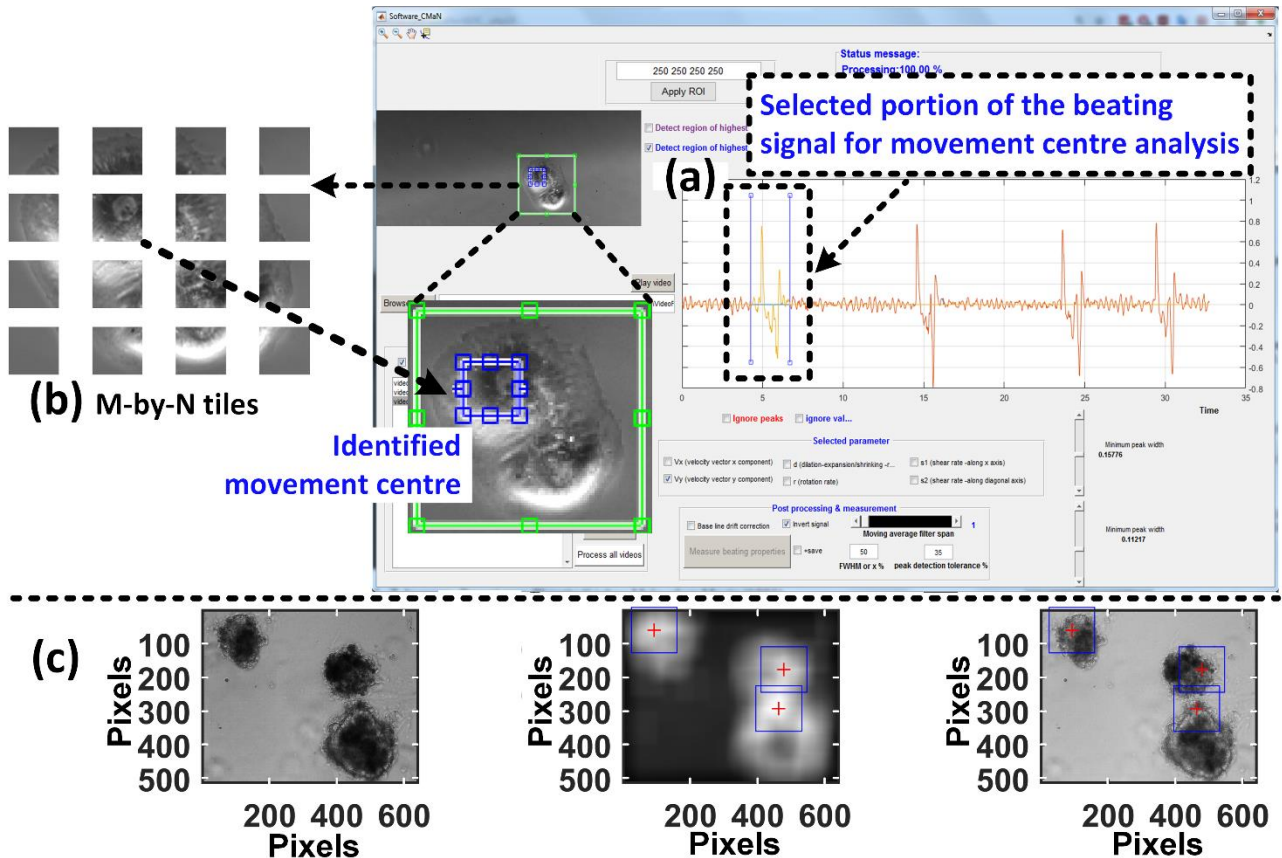 Software_CMaN
Status message:
Processing:100.00 %
250 250 250 250
Apply ROI
Selected portion of the beating
signal for movement centre analysis
Detect region of highest
Detect region of highest
(a)
1.2
1
0.8
0.6
0.4
0.2
0
-0.2
-0.4
-0.6
-0.8
0 5 10 15 20 25 30 35
Time
Play video
Browse
(b) M-by-N tiles
Identified
movement centre
Ignore peaks
ignore val...
Selected parameter
Vx (velocity vector x component)
d (dilation-expansion/shrinking -r...
s1 (shear rate -along x axis)
Vy (velocity vector y component)
r (rotation rate)
s2 (shear rate -along diagonal axis)
Minimum peak width
0.15776
Post processing & measurement
Base line drift correction
Invert signal
1
Moving average filter span
Measure beating properties
+save
50
35
FWHM or x %
peak detection tolerance %
Minimum peak width
0.11217
Process all videos
(c)
Pixels
100
200
300
400
500
200 400 600
Pixels
Pixels
100
200
300
400
500
200 400 600
Pixels
Pixels
100
200
300
400
500
200 400 600
Pixels